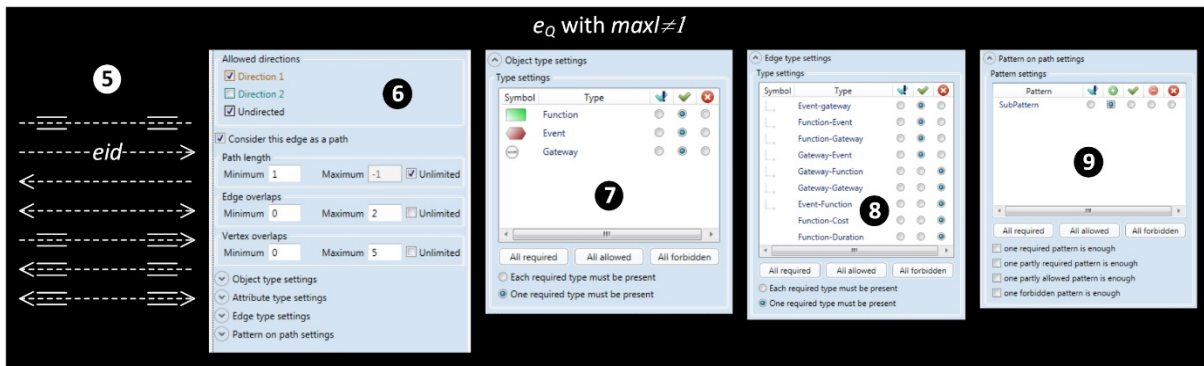 e_Q with maxl≠1
5
eid
Allowed directions
6
Direction 1
Direction 2
Undirected
Consider this edge as a path
Path length
Minimum 1 Maximum -1 Unlimited
Edge overlaps
Minimum 0 Maximum 2 Unlimited
Vertex overlaps
Minimum 0 Maximum 5 Unlimited
Object type settings
Attribute type settings
Edge type settings
Pattern on path settings
Object type settings
Type settings
Symbol Type
Function
Event
Gateway
7
All required All allowed All forbidden
Each required type must be present
One required type must be present
Edge type settings
Type settings
Symbol Type
Event-gateway
Function-Event
Function-Gateway
Gateway-Event
Gateway-Function
Gateway-Gateway
Event-Function
8
Function-Cost
Function-Duration
All required All allowed All forbidden
Each required type must be present
One required type must be present
Pattern on path settings
Pattern settings
Pattern
SubPattern
9
All required All allowed All forbidden
one required pattern is enough
one partly required pattern is enough
one partly allowed pattern is enough
one forbidden pattern is enough